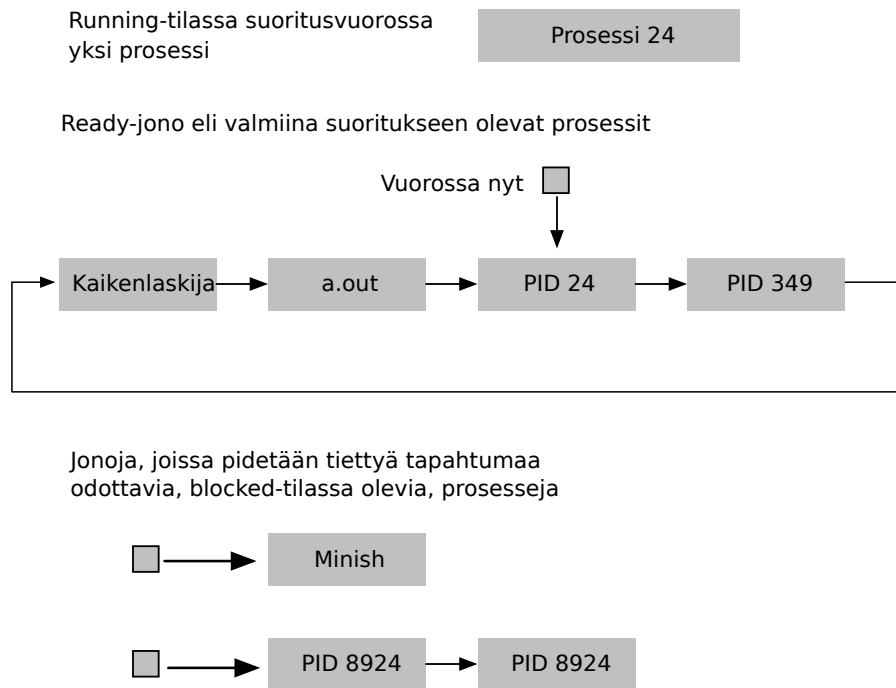 Running-tilassa suoritusvuorossa
yksi prosessi
Prosessi 24
Ready-jono eli valmiina suoritukseen olevat prosessit
Vuorossa nyt
Kaikenlaskija
a.out
PID 24
PID 349
Jonoja, joissa pidetään tiettyä tapahtumaa
odottavia, blocked-tilassa olevia, prosesseja
Minish
PID 8924
PID 8924